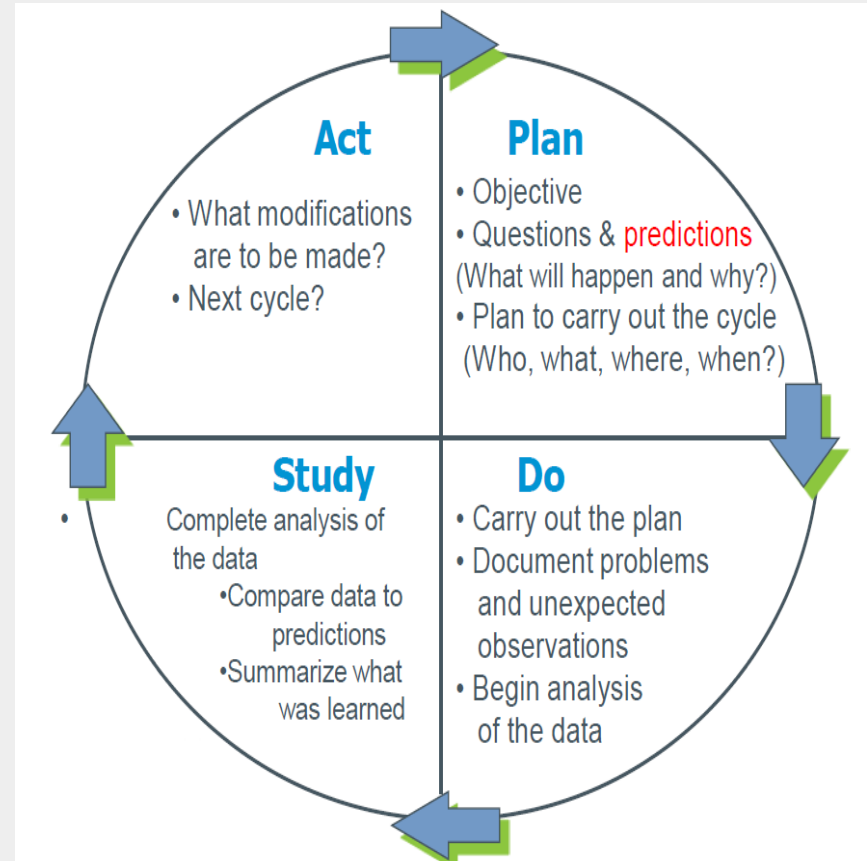 Act
• What modifications
are to be made?
• Next cycle?
Plan
• Objective
• Questions & predictions
(What will happen and why?)
• Plan to carry out the cycle
(Who, what, where, when?)
Study
• Complete analysis of
the data
•Compare data to
predictions
•Summarize what
was learned
Do
• Carry out the plan
• Document problems
and unexpected
observations
• Begin analysis
of the data